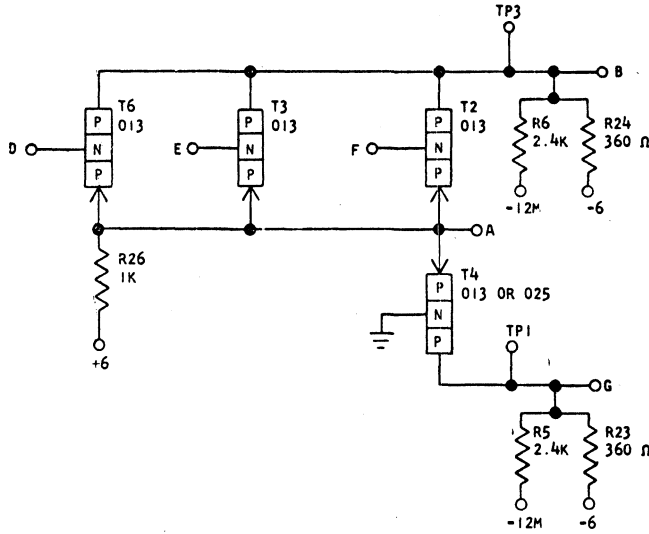 TP3
B
T6
013
P
N
P
D
T3
013
P
N
P
E
T2
013
P
N
P
F
R6
2.4K
R24
360 Ω
-12M
-6
A
R26
1K
+6
T4
013 OR 025
P
N
P
TP1
G
R5
2.4K
R23
360 Ω
-12M
-6